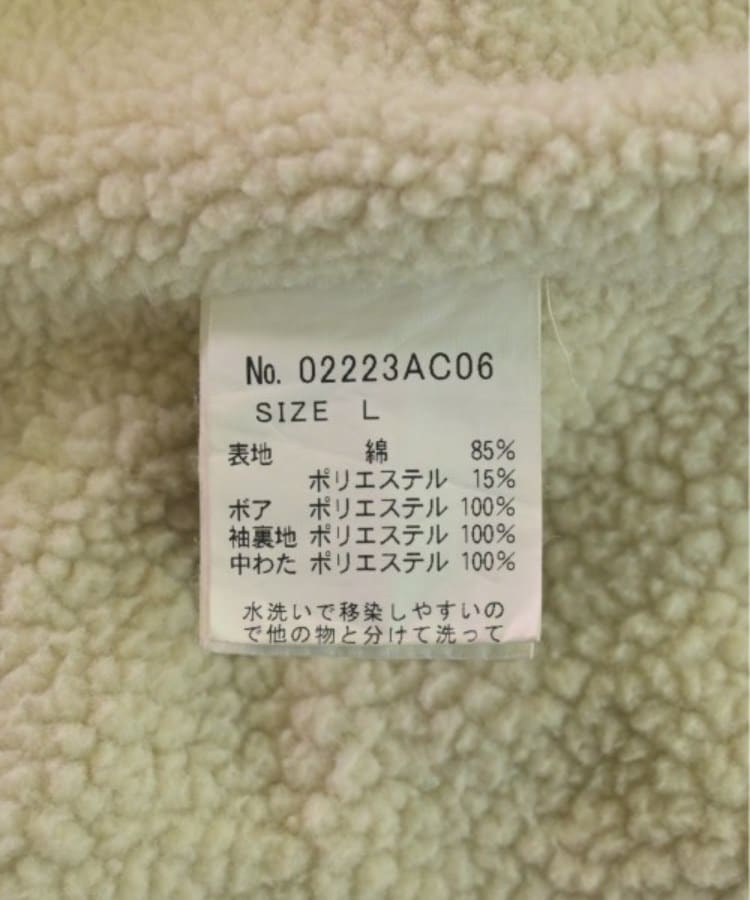 No. 02223AC06
SIZE L
表地 綿 85%
ポリエステル 15%
ボア ポリエステル 100%
袖裏地 ポリエステル 100%
中わた ポリエステル 100%
水洗いで移染しやすいの
で他の物と分けて洗って